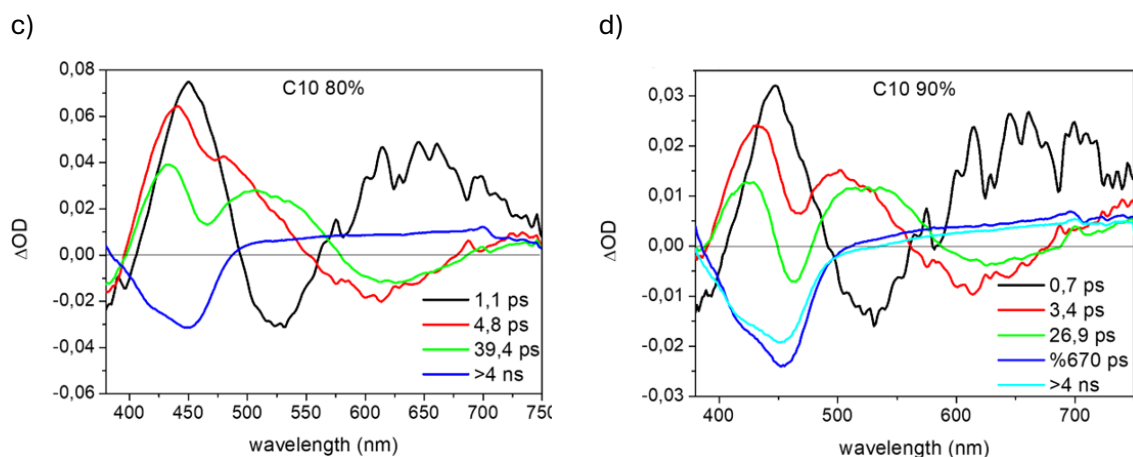 c)
0,08
0,06
0,04
0,02
0,00
-0,02
-0,04
-0,06
ΔOD
C10 80%
1,1 ps
4,8 ps
39,4 ps
>4 ns
400 450 500 550 600 650 700 750
wavelength (nm)
d)
0,03
0,02
0,01
0,00
-0,01
-0,02
-0,03
ΔOD
C10 90%
0,7 ps
3,4 ps
26,9 ps
%670 ps
>4 ns
400 500 600 700
wavelength (nm)